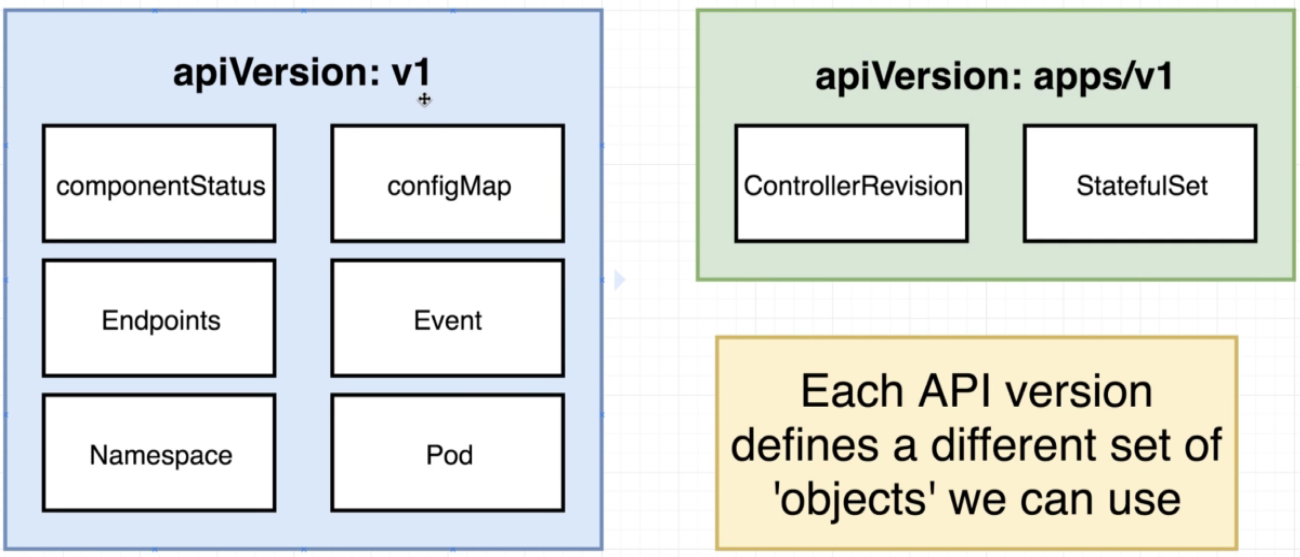 apiVersion: v1
componentStatus
configMap
Endpoints
Event
Namespace
Pod
apiVersion: apps/v1
ControllerRevision
StatefulSet
Each API version
defines a different set of
'objects' we can use